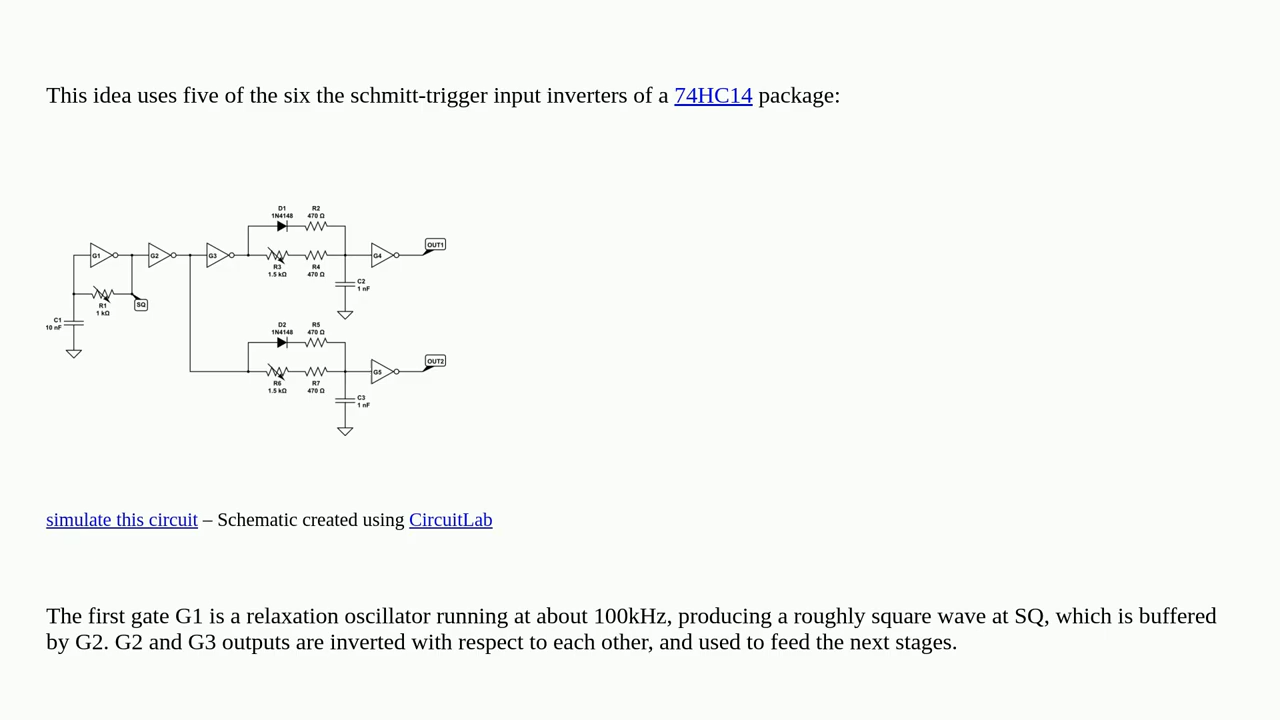 This idea uses five of the six the schmitt-trigger input inverters of a 74HC14 package:
D1
1N4148
R2
470 Ω
G1
G2
G3
R3
1.5 kΩ
R4
470 Ω
G4
OUT1
C2
1 nF
R1
1 kΩ
SQ
C1
10 nF
D2
1N4148
R5
470 Ω
R6
1.5 kΩ
R7
470 Ω
G5
OUT2
C3
1 nF
simulate this circuit – Schematic created using CircuitLab
The first gate G1 is a relaxation oscillator running at about 100kHz, producing a roughly square wave at SQ, which is buffered
by G2. G2 and G3 outputs are inverted with respect to each other, and used to feed the next stages.